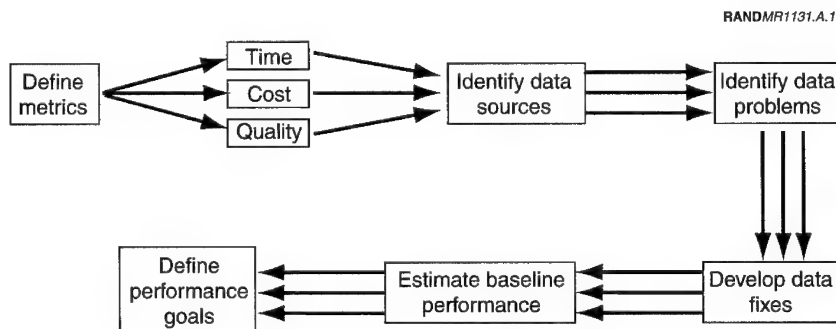 RANDMR1131.A.1
Define
metrics
Time
Cost
Quality
Identify data
sources
Identify data
problems
Develop data
fixes
Estimate baseline
performance
Define
performance
goals